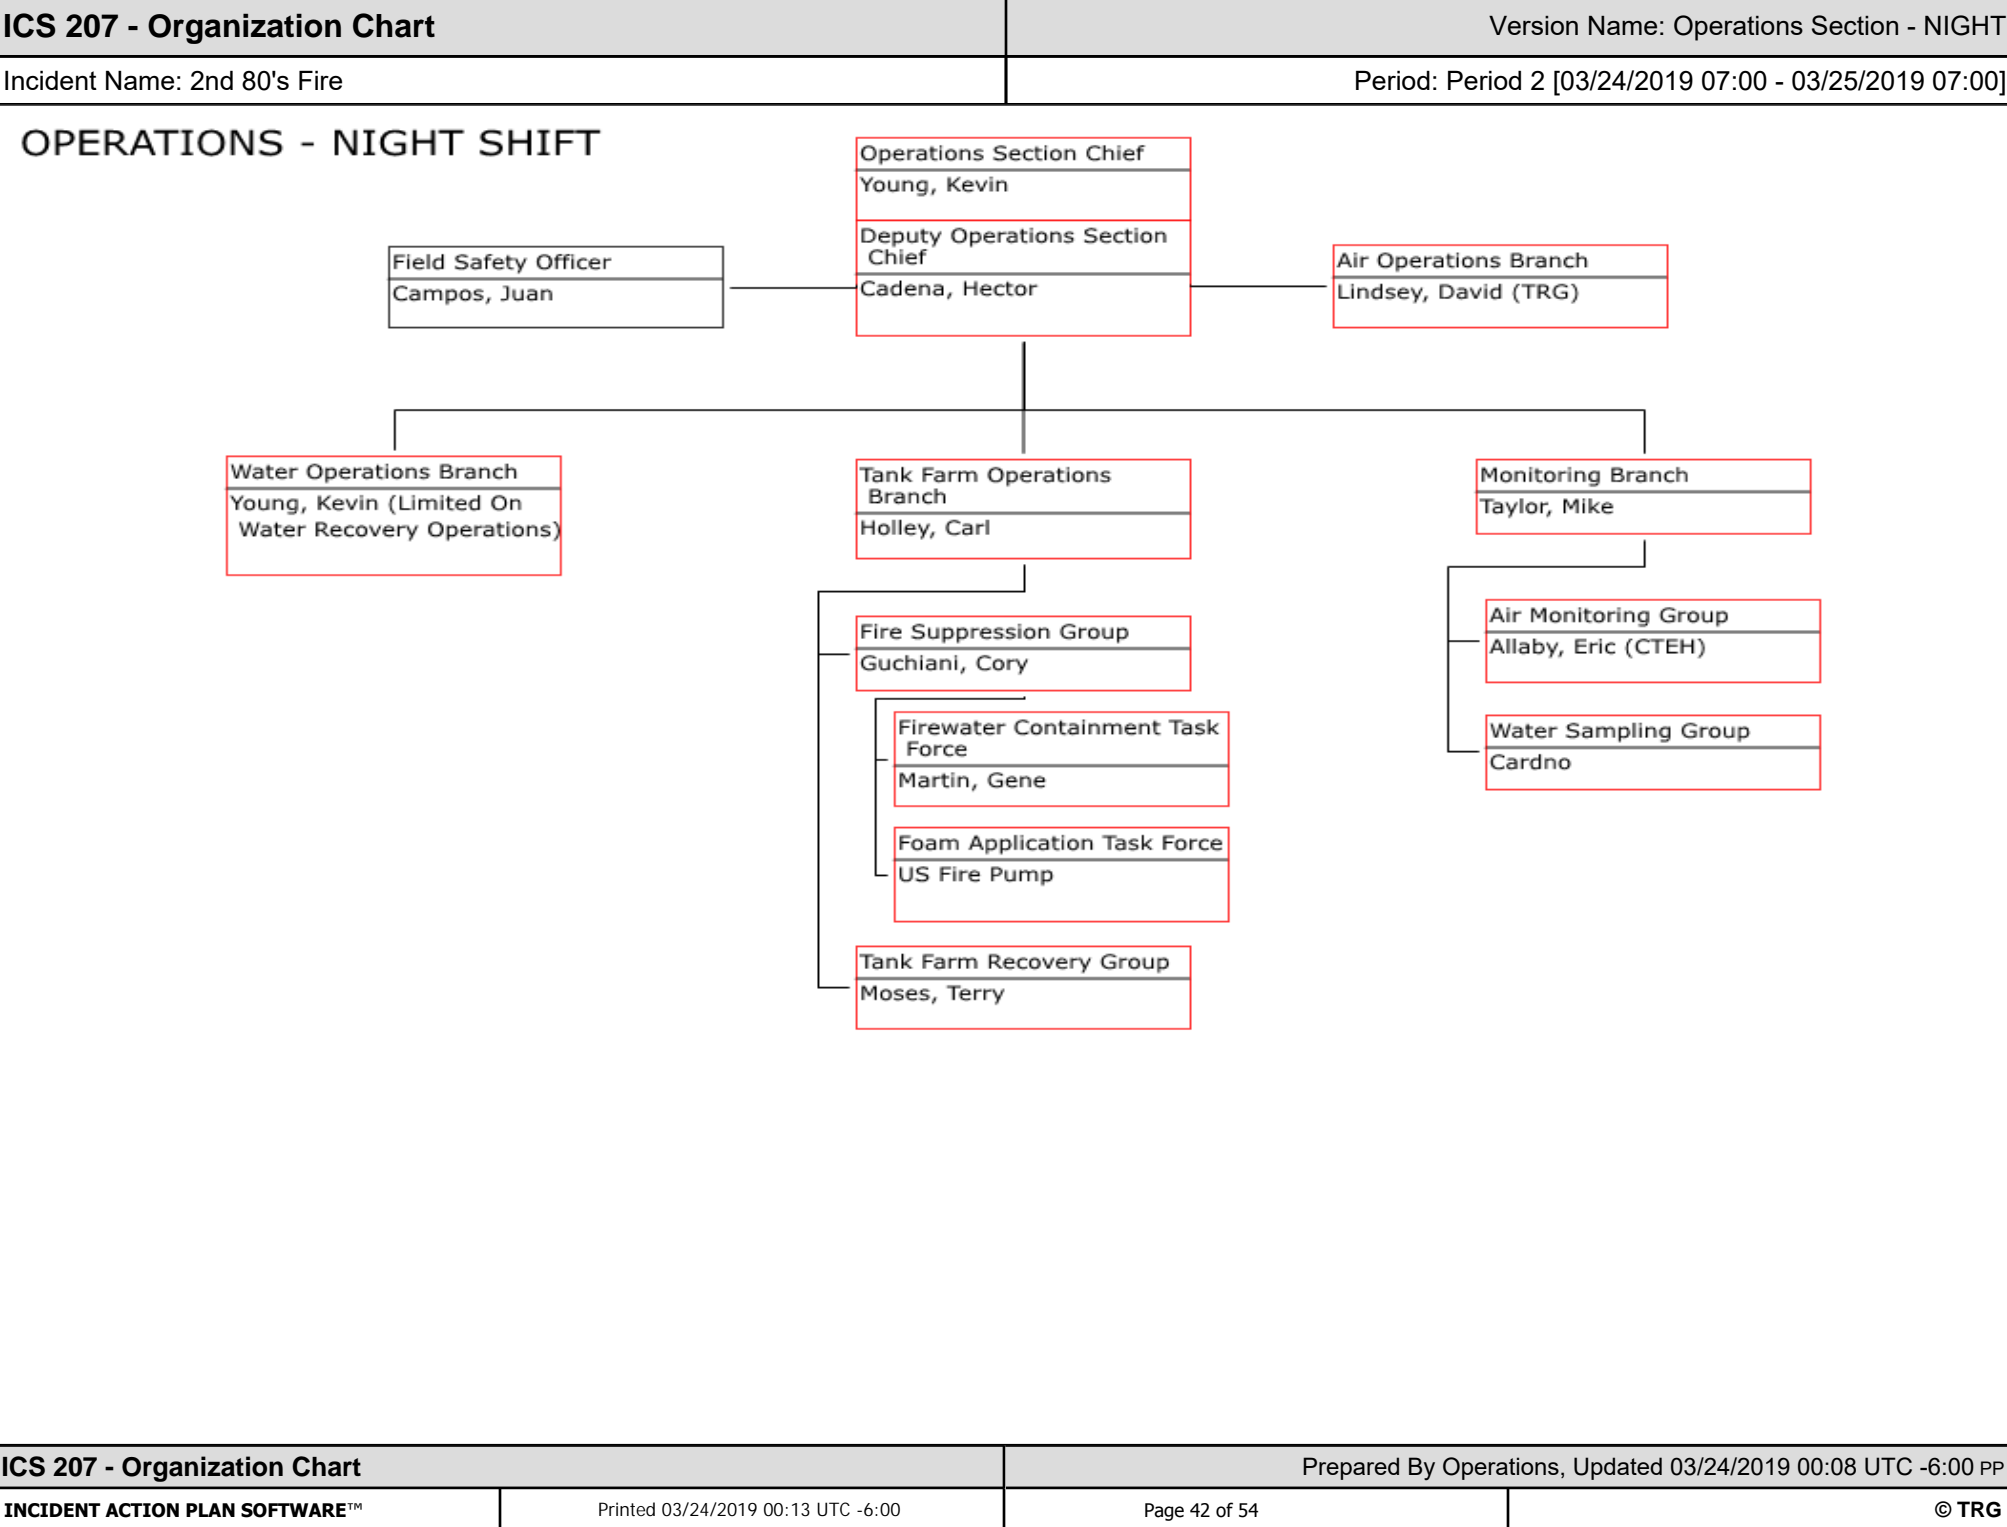 ICS 207 - Organization Chart
Version Name: Operations Section - NIGHT
Incident Name: 2nd 80's Fire
Period: Period 2 [03/24/2019 07:00 - 03/25/2019 07:00]
OPERATIONS - NIGHT SHIFT
Operations Section Chief
Young, Kevin
Deputy Operations Section
Chief
Cadena, Hector
Field Safety Officer
Campos, Juan
Air Operations Branch
Lindsey, David (TRG)
Water Operations Branch
Young, Kevin (Limited On
Water Recovery Operations)
Tank Farm Operations
Branch
Holley, Carl
Monitoring Branch
Taylor, Mike
Fire Suppression Group
Guchiani, Cory
Firewater Containment Task
Force
Martin, Gene
Foam Application Task Force
US Fire Pump
Tank Farm Recovery Group
Moses, Terry
Air Monitoring Group
Allaby, Eric (CTEH)
Water Sampling Group
Cardno
ICS 207 - Organization Chart
Prepared By Operations, Updated 03/24/2019 00:08 UTC -6:00 PP
INCIDENT ACTION PLAN SOFTWARE™
Printed 03/24/2019 00:13 UTC -6:00
Page 42 of 54
© TRG